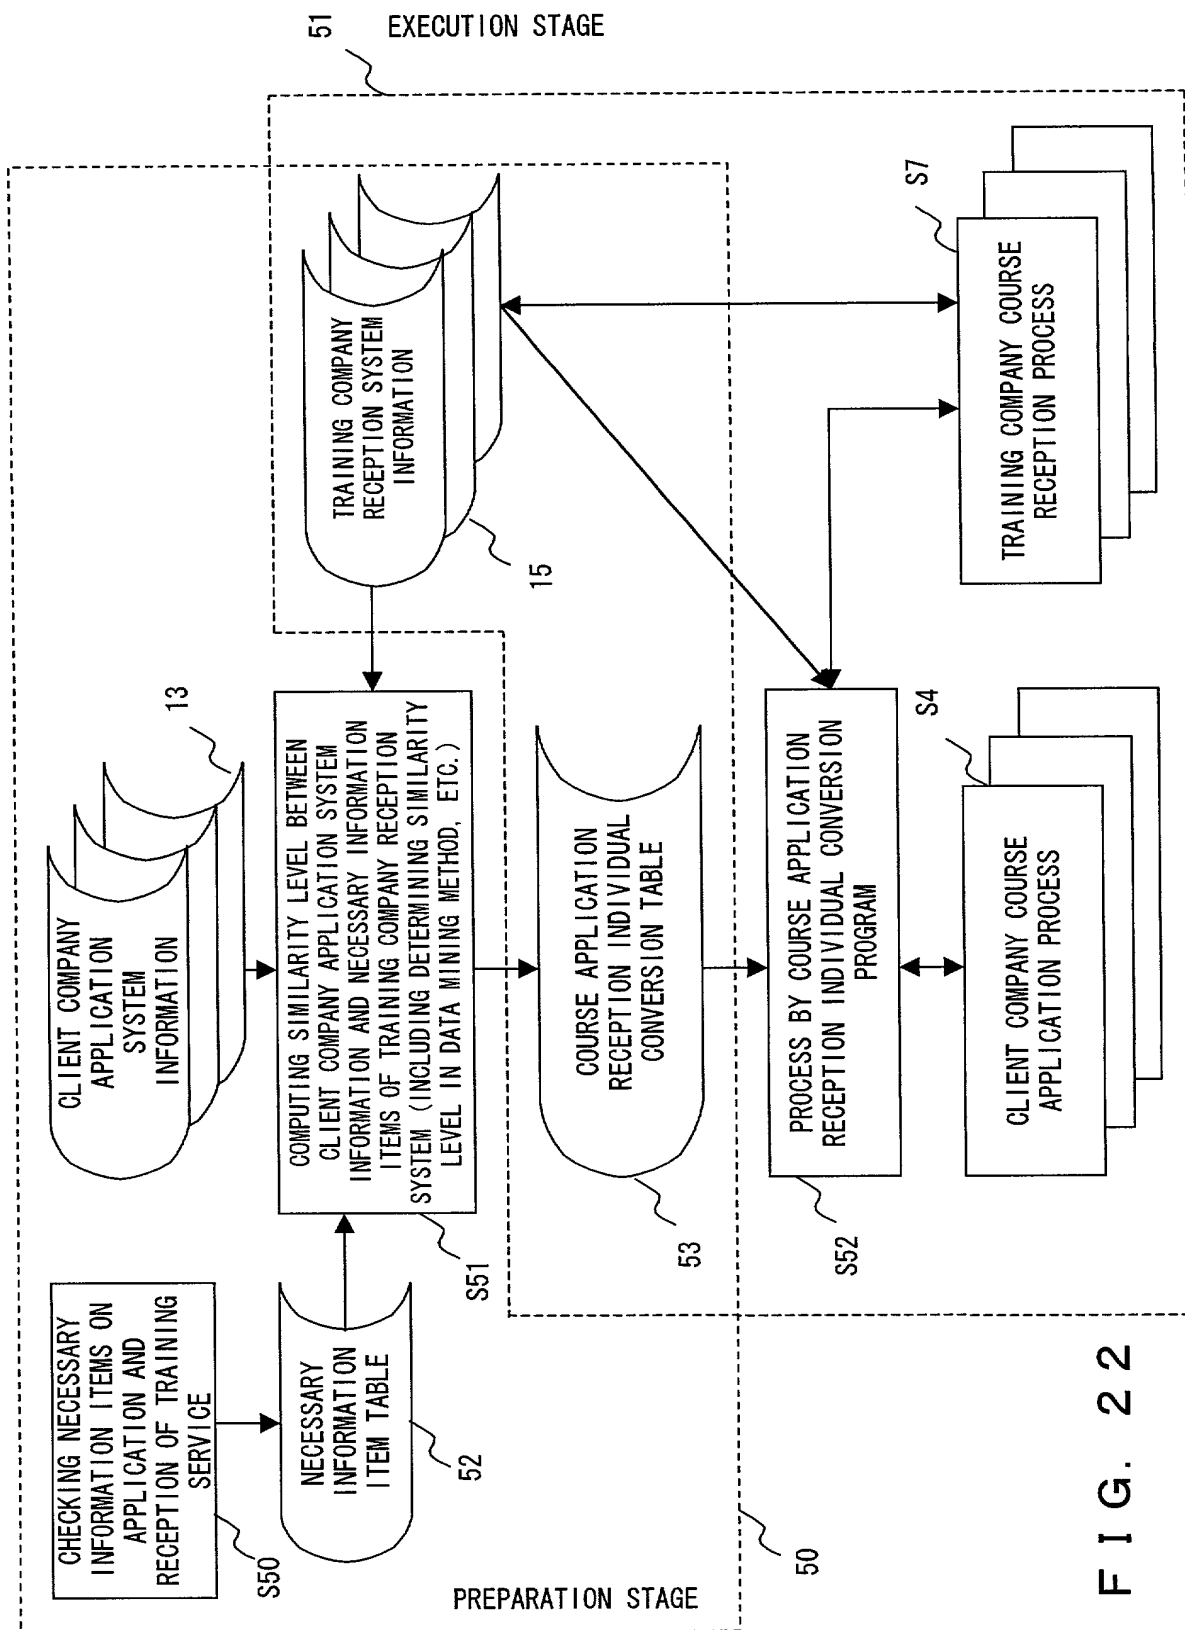 51
EXECUTION STAGE
CLIENT COMPANY
APPLICATION
SYSTEM
INFORMATION
13
TRAINING COMPANY
RECEPTION SYSTEM
INFORMATION
15
CHECKING NECESSARY
INFORMATION ITEMS ON
APPLICATION AND
RECEPTION OF TRAINING
SERVICE
S50
NECESSARY
INFORMATION
ITEM TABLE
52
COMPUTING SIMILARITY LEVEL BETWEEN
CLIENT COMPANY APPLICATION SYSTEM
INFORMATION AND NECESSARY INFORMATION
ITEMS OF TRAINING COMPANY RECEPTION
SYSTEM (INCLUDING DETERMINING SIMILARITY
LEVEL IN DATA MINING METHOD, ETC.)
S51
COURSE APPLICATION
RECEPTION INDIVIDUAL
CONVERSION TABLE
53
PROCESS BY COURSE APPLICATION
RECEPTION INDIVIDUAL CONVERSION
PROGRAM
S52
S7
TRAINING COMPANY COURSE
RECEPTION PROCESS
S4
CLIENT COMPANY COURSE
APPLICATION PROCESS
PREPARATION STAGE
50
FIG. 22